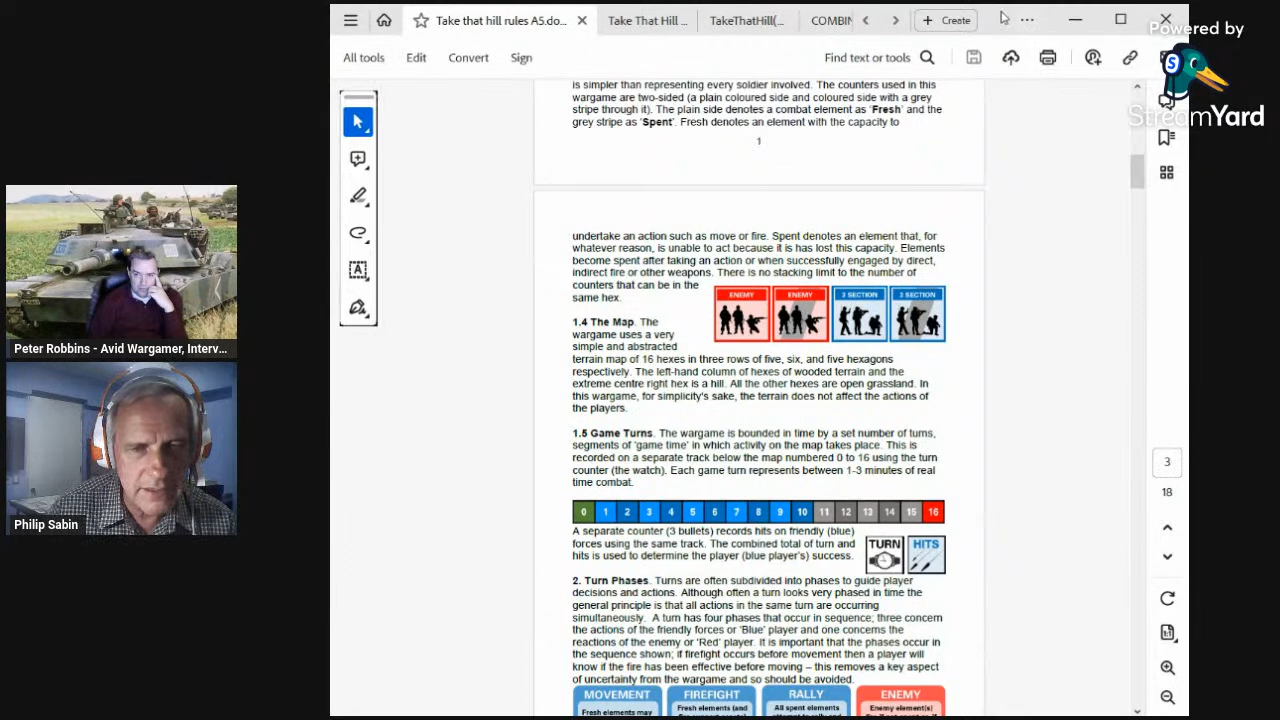 Take that hill rules A5.do...
Take That Hill ...
TakeThatHill(
COMBIN
Create
Powered by
StreamYard
All tools
Edit
Convert
Sign
Find text or tools
is simpler than representing every soldier involved. The counters used in this
wargame are two-sided (a plain coloured side and coloured side with a grey
stripe through it). The plain side denotes a combat element as 'Fresh' and the
grey stripe as 'Spent'. Fresh denotes an element with the capacity to
1
undertake an action such as move or fire. Spent denotes an element that, for
whatever reason, is unable to act because it is has lost this capacity. Elements
become spent after taking an action or when successfully engaged by direct,
indirect fire or other weapons. There is no stacking limit to the number of
counters that can be in the
same hex.
ENEMY
ENEMY
3 SECTION
3 SECTION
1.4 The Map. The
wargame uses a very
simple and abstracted
terrain map of 16 hexes in three rows of five, six, and five hexagons
respectively. The left-hand column of hexes of wooded terrain and the
extreme centre right hex is a hill. All the other hexes are open grassland. In
this wargame, for simplicity's sake, the terrain does not affect the actions of
the players.
1.5 Game Turns. The wargame is bounded in time by a set number of turns,
segments of 'game time' in which activity on the map takes place. This is
recorded on a separate track below the map numbered 0 to 16 using the turn
counter (the watch). Each game turn represents between 1-3 minutes of real
time combat.
0 1 2 3 4 5 6 7 8 9 10 11 12 13 14 15 16
A separate counter (3 bullets) records hits on friendly (blue)
forces using the same track. The combined total of turn and
hits is used to determine the player (blue player's) success.
TURN
HITS
2. Turn Phases. Turns are often subdivided into phases to guide player
decisions and actions. Although often a turn looks very phased in time the
general principle is that all actions in the same turn are occurring
simultaneously. A turn has four phases that occur in sequence; three concern
the actions of the friendly forces or 'Blue' player and one concerns the
reactions of the enemy or 'Red' player. It is important that the phases occur in
the sequence shown; if firefight occurs before movement then a player will
know if the fire has been effective before moving – this removes a key aspect
of uncertainty from the wargame and so should be avoided.
MOVEMENT
Fresh elements may
FIREFIGHT
Fresh elements (and
RALLY
All spent elements
ENEMY
Enemy element(s)
3
18
Peter Robbins - Avid Wargamer, Interv...
Philip Sabin